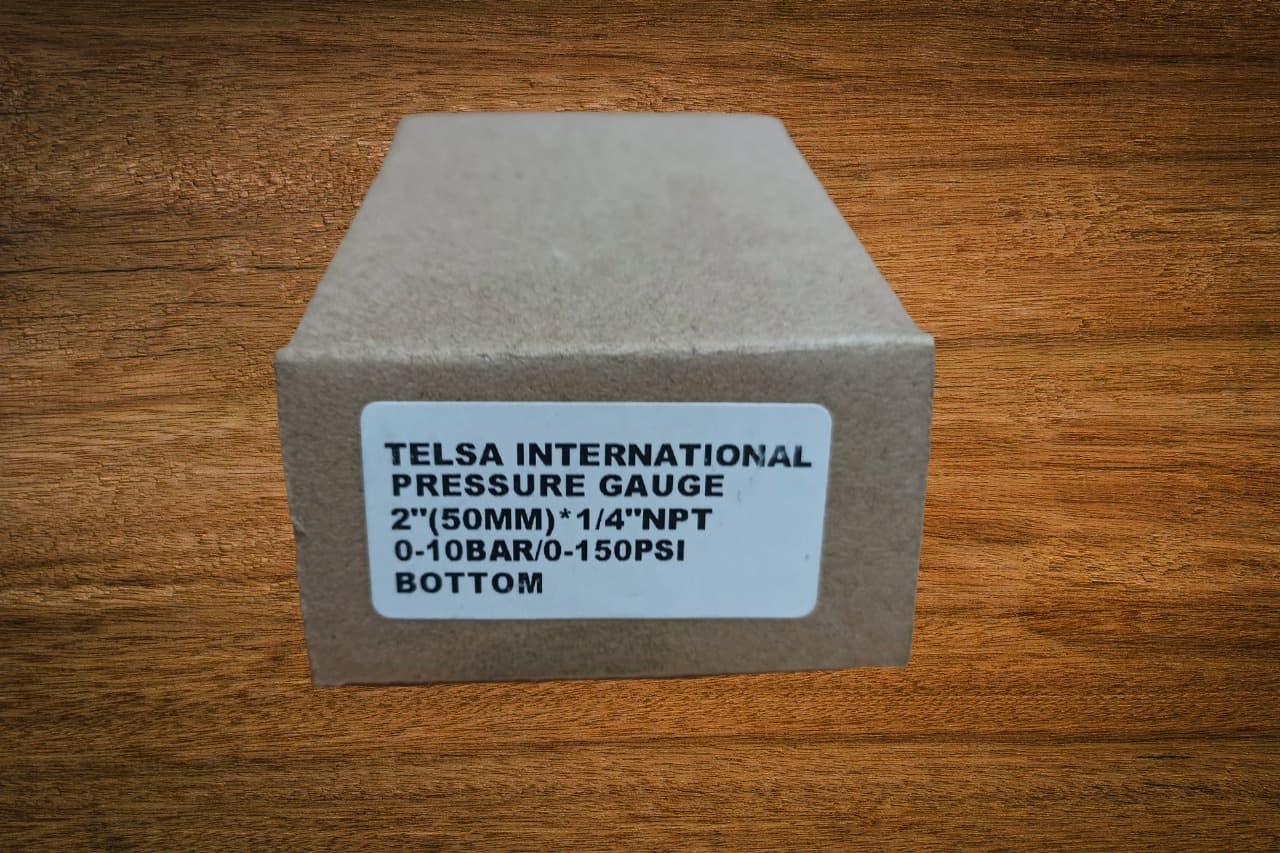 TELSA INTERNATIONAL
PRESSURE GAUGE
2"(50MM)*1/4"NPT
0-10BAR/0-150PSI
BOTTOM